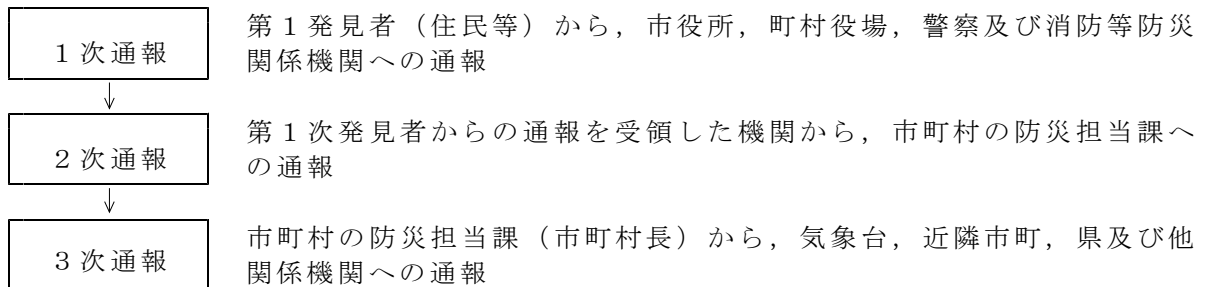 1次通報
第1発見者（住民等）から，市役所，町村役場，警察及び消防等防災
関係機関への通報
↓
2次通報
第1次発見者からの通報を受領した機関から，市町村の防災担当課へ
の通報
↓
3次通報
市町村の防災担当課（市町村長）から，気象台，近隣市町，県及び他
関係機関への通報